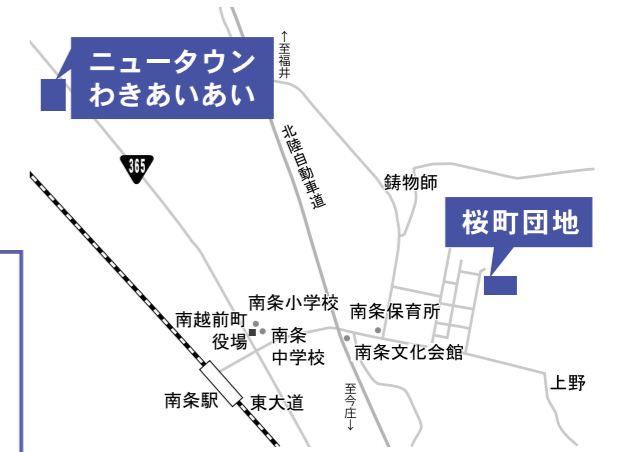 ニュータウン
わきあいあい
←至福井
365
北陸自動車道
鋳物師
桜町団地
南条小学校
南条保育所
南越前町
役場
南条
中学校
南条文化会館
上野
南条駅
東大道
至今庄→